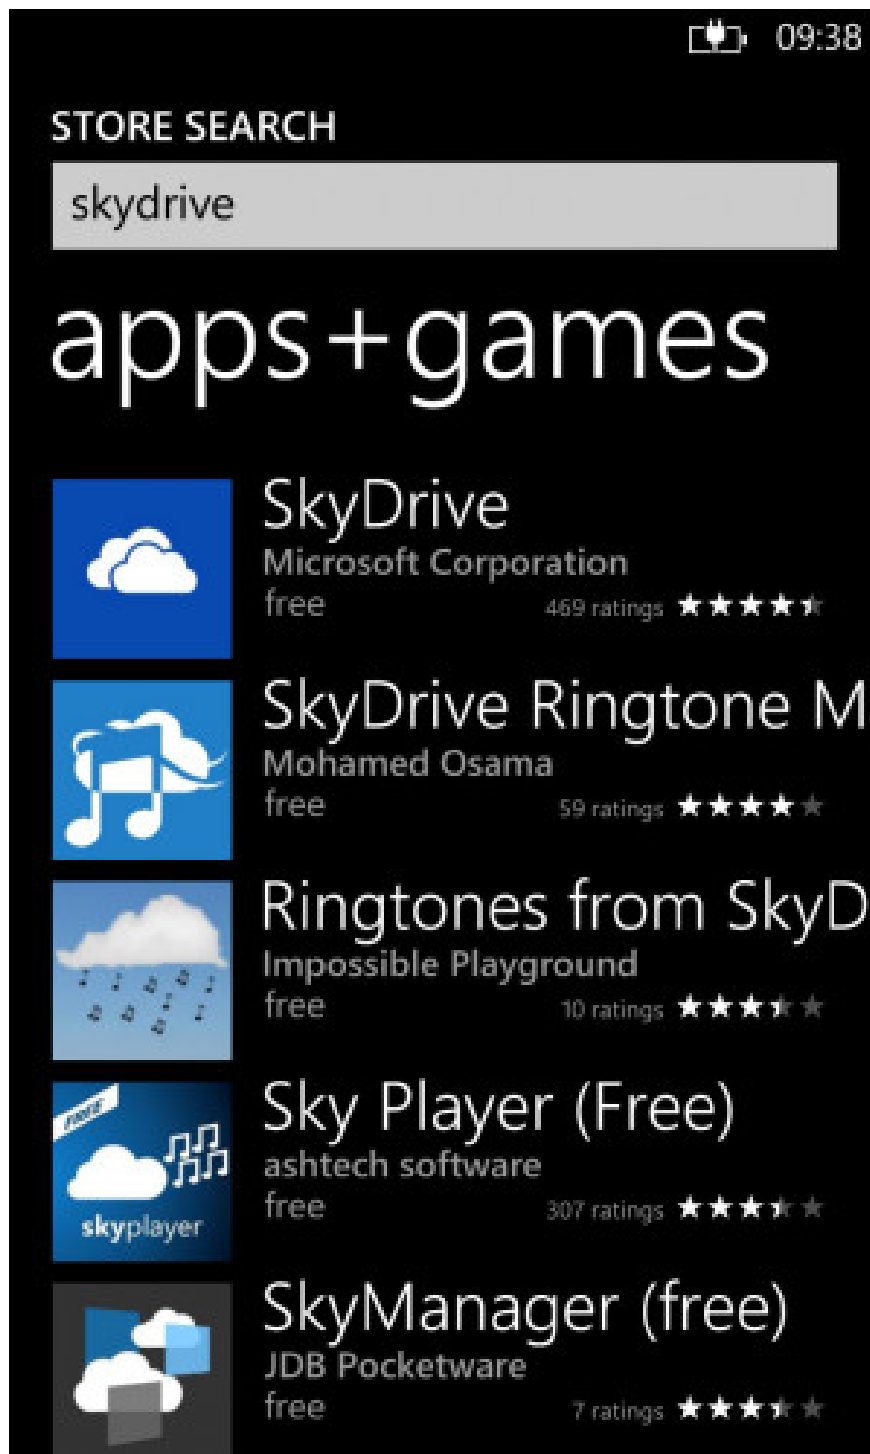 09:38
STORE SEARCH
skydrive
apps+games
SkyDrive
Microsoft Corporation
free 469 ratings
SkyDrive Ringtone M
Mohamed Osama
free 59 ratings
Ringtones from SkyD
Impossible Playground
free 10 ratings
FREE
Sky Player (Free)
ashtech software
free 307 ratings
skyplayer
SkyManager (free)
JDB Pocketware
free 7 ratings